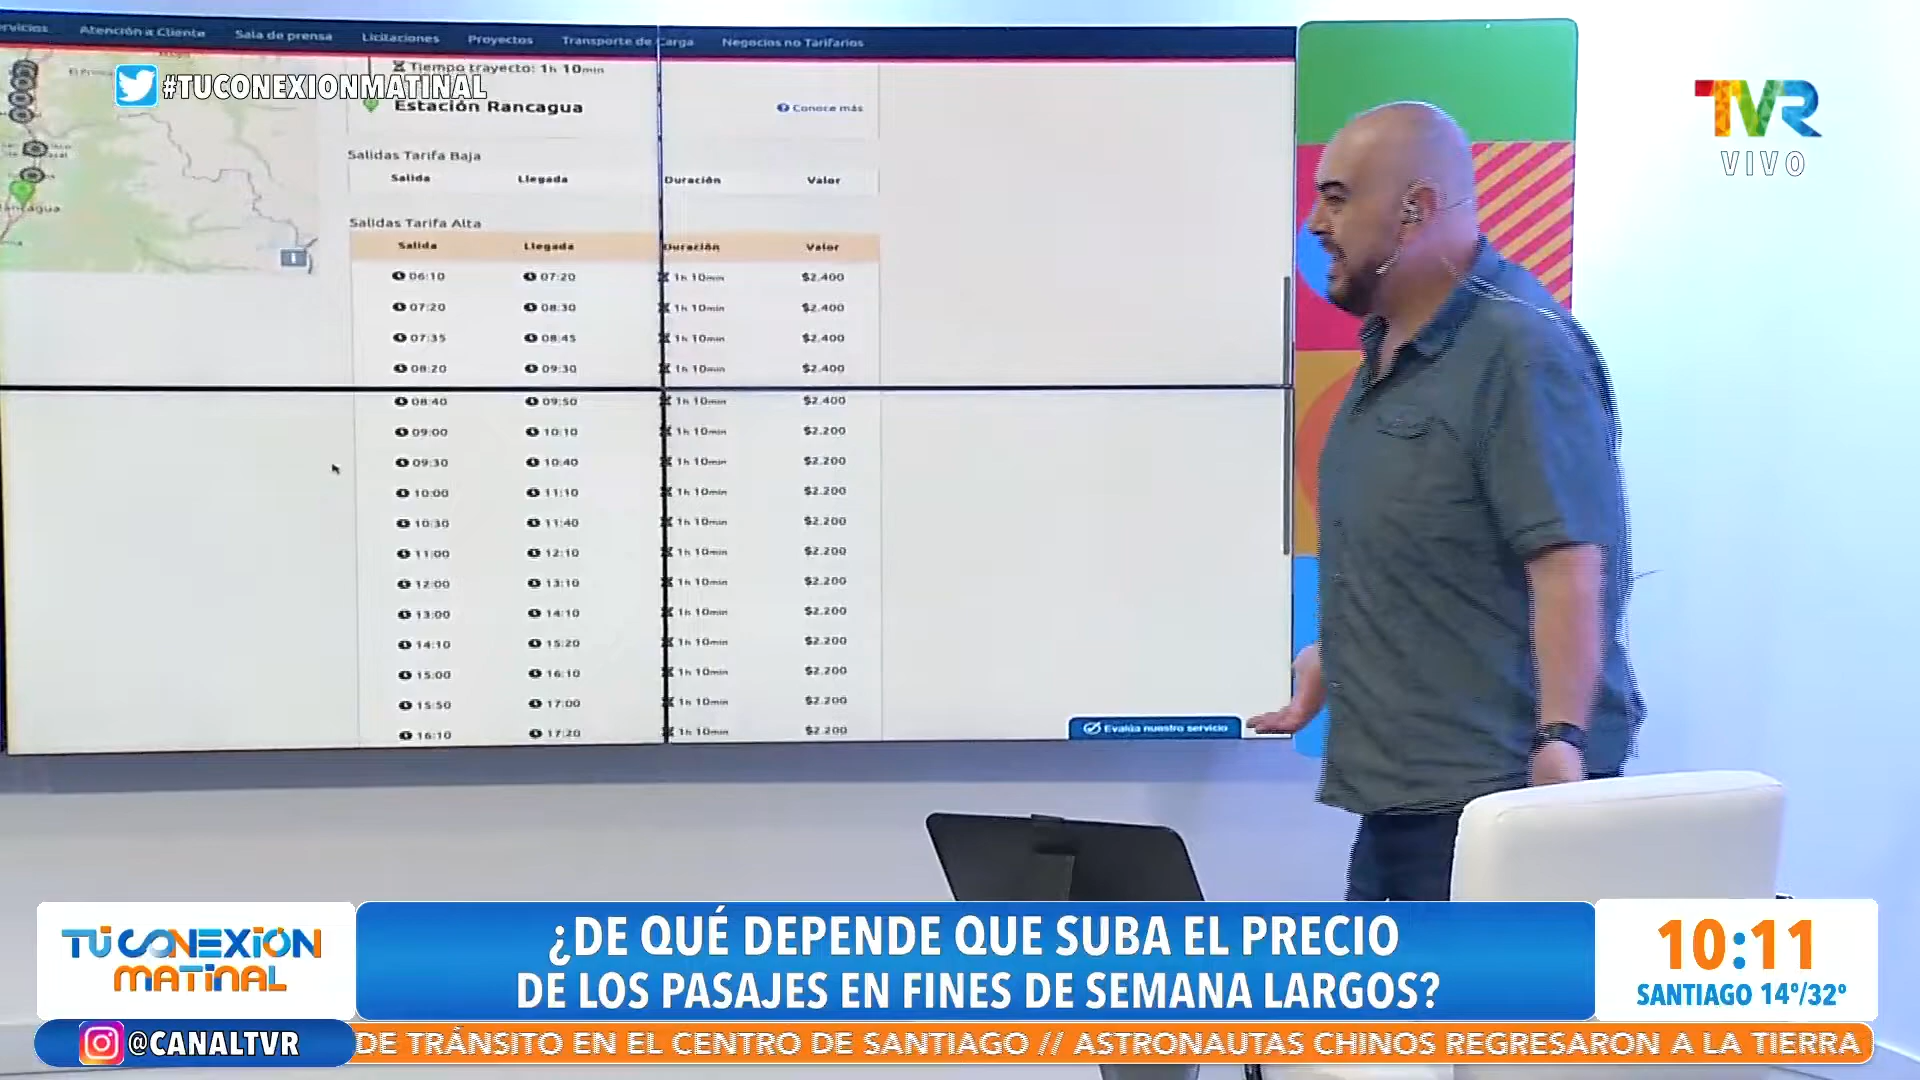 ervicios Atención a Cliente Sala de prensa Licitaciones Proyectos Transporte de Carga Negocios no Tarifarios
Tiempo trayecto: 1h 10min
#TUCONEXIONMATINAL
Estación Rancagua
Conoce más
Salidas Tarifa Baja
Salida Llegada Duración Valor
Salidas Tarifa Alta
Salida Llegada Duración Valor
06:10 07:20 1h 10min $2.400
07:20 08:30 1h 10min $2.400
07:35 08:45 1h 10min $2.400
08:20 09:30 1h 10min $2.400
08:40 09:50 1h 10min $2.400
09:00 10:10 1h 10min $2.200
09:30 10:40 1h 10min $2.200
10:00 11:10 1h 10min $2.200
10:30 11:40 1h 10min $2.200
11:00 12:10 1h 10min $2.200
12:00 13:10 1h 10min $2.200
13:00 14:10 1h 10min $2.200
14:10 15:20 1h 10min $2.200
15:00 16:10 1h 10min $2.200
15:50 17:00 1h 10min $2.200
16:10 17:20 1h 10min $2.200
Evalúa nuestro servicio
TVR
VIVO
TÚ CONEXIÓN
MATINAL
¿DE QUÉ DEPENDE QUE SUBA EL PRECIO
DE LOS PASAJES EN FINES DE SEMANA LARGOS?
10:11
SANTIAGO 14°/32°
@CANALTVR
DE TRÁNSITO EN EL CENTRO DE SANTIAGO // ASTRONAUTAS CHINOS REGRESARON A LA TIERRA